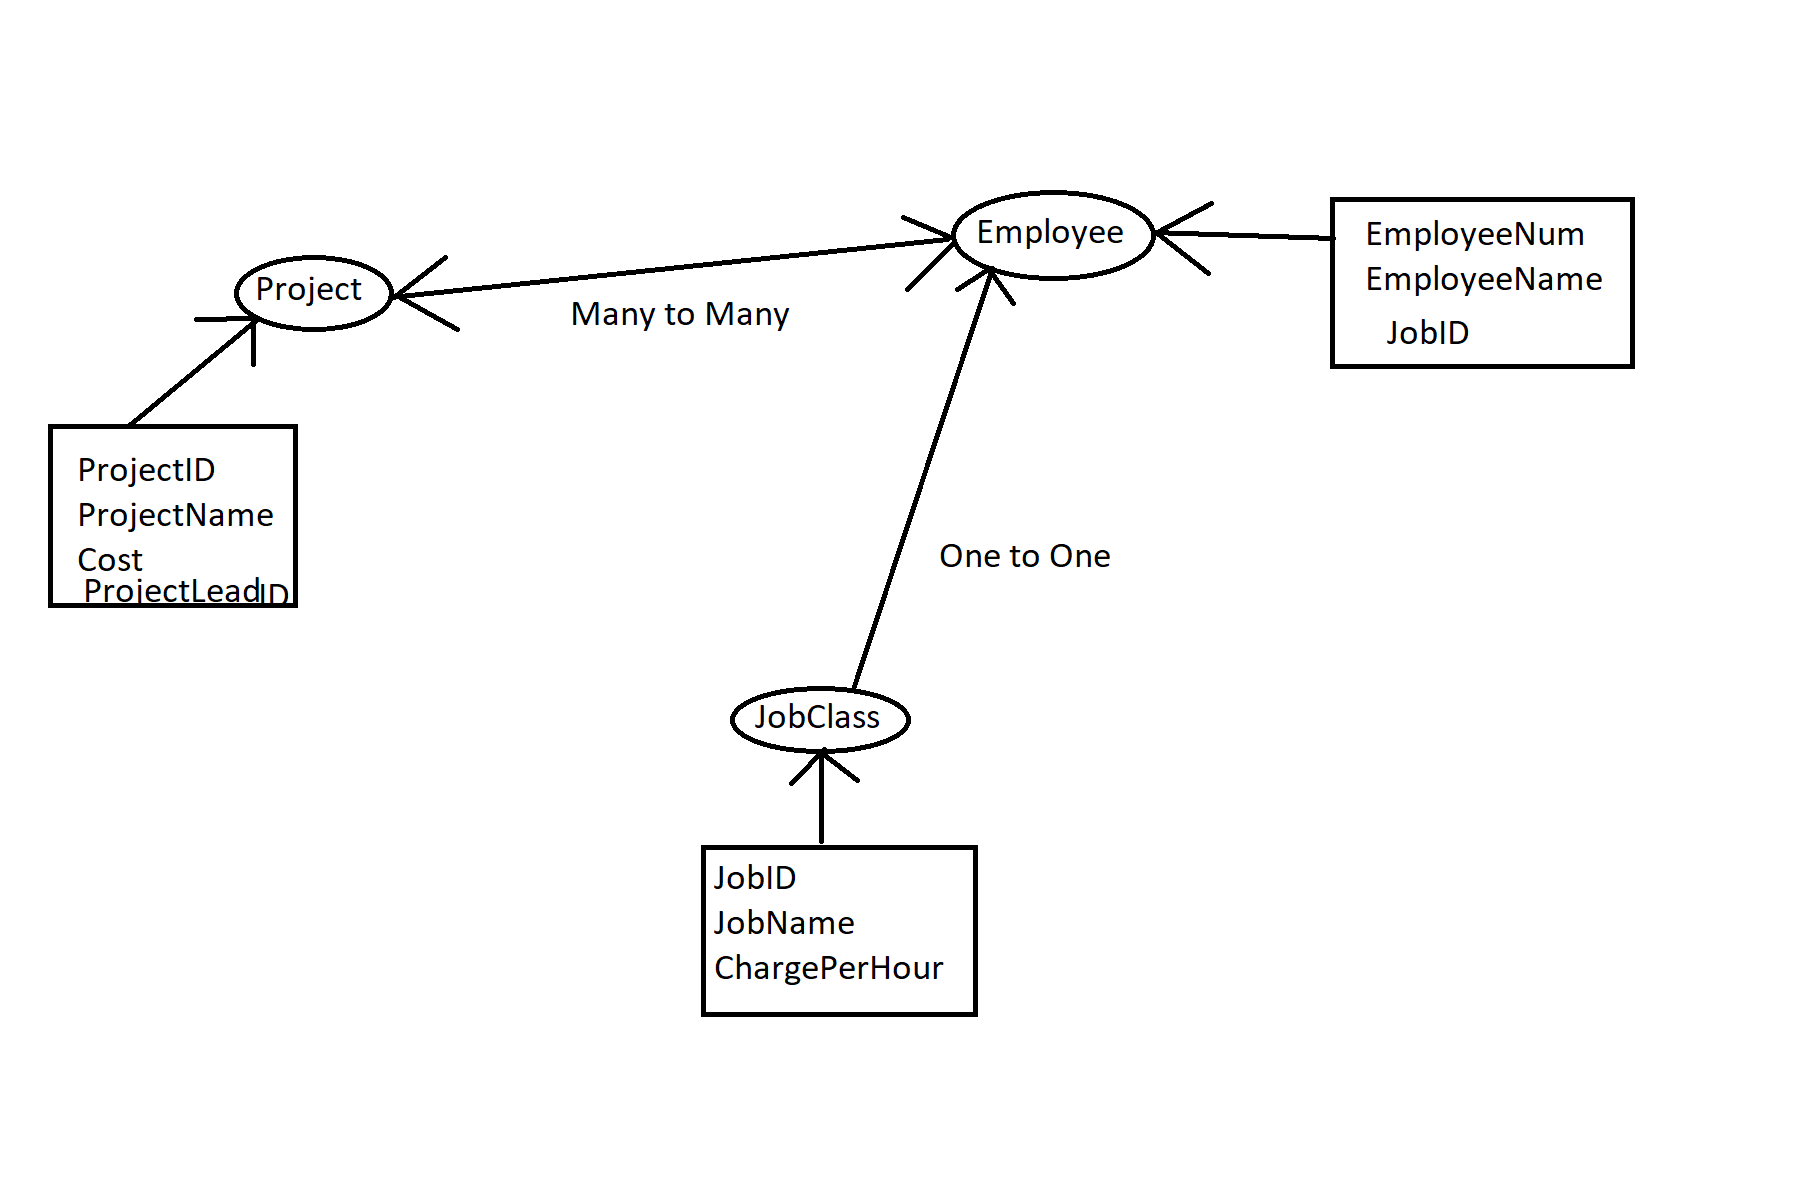 Employee
EmployeeNum
EmployeeName
JobID
Project
Many to Many
ProjectID
ProjectName
Cost
ProjectLeadID
One to One
JobClass
JobID
JobName
ChargePerHour